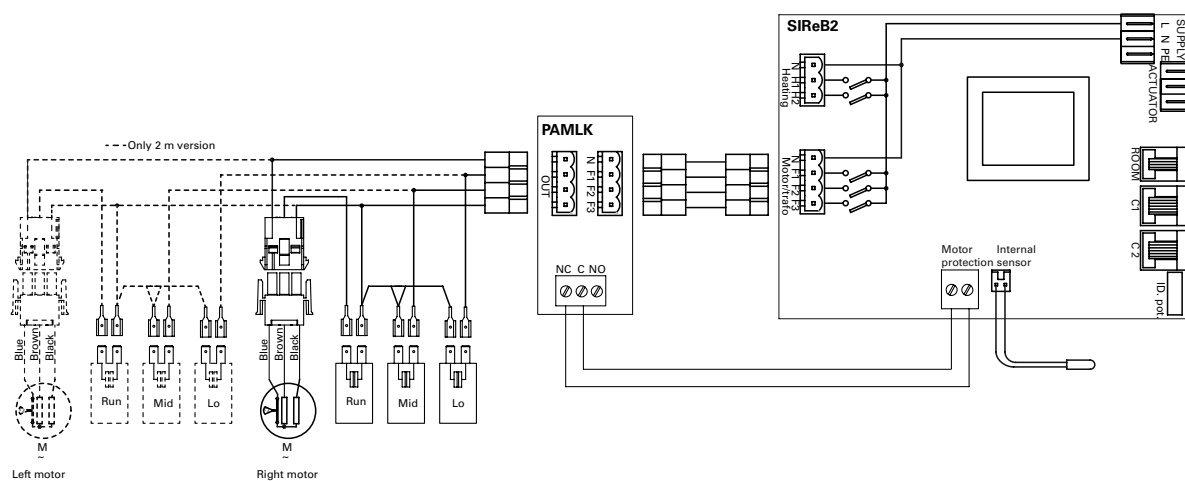 SIReB2
SUPPLY
L N PE
ACTUATOR
N H1 H2
Heating
PAMLK
---Only 2 m version
OUT
N F1 F2 F3
N F1 F2 F3
Motor/trafo
ROOM
C1
C 2
ID. pot.
NC C NO
Motor
protection
Internal
sensor
Blue
Brown
Black
Run
Mid
Lo
Blue
Brown
Black
Run
Mid
Lo
M
~
M
~
Left motor
Right motor